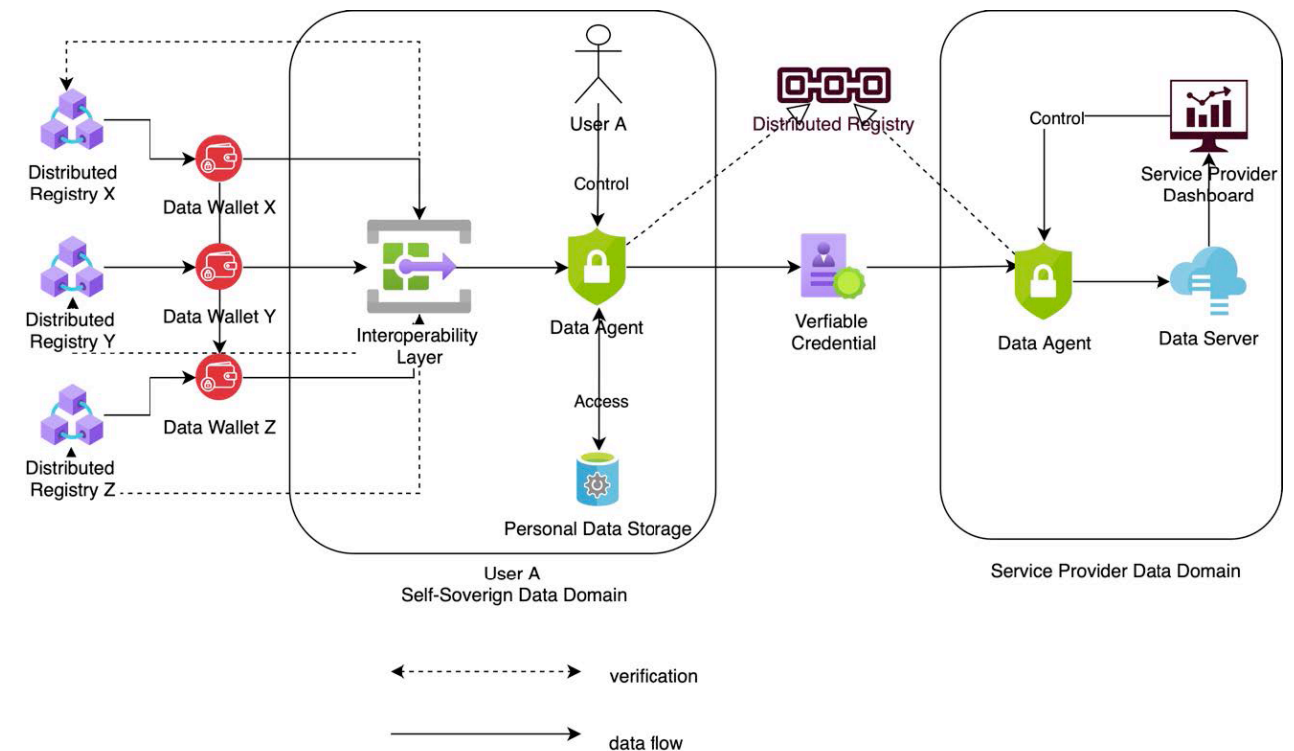 User A
Control
Distributed Registry
Control
Distributed
Registry X
Data Wallet X
Service Provider
Dashboard
Distributed
Registry Y
Data Wallet Y
Interoperability
Layer
Data Agent
Verfiable
Credential
Data Agent
Data Server
Access
Data Wallet Z
Distributed
Registry Z
Personal Data Storage
User A
Self-Soverign Data Domain
Service Provider Data Domain
verification
data flow